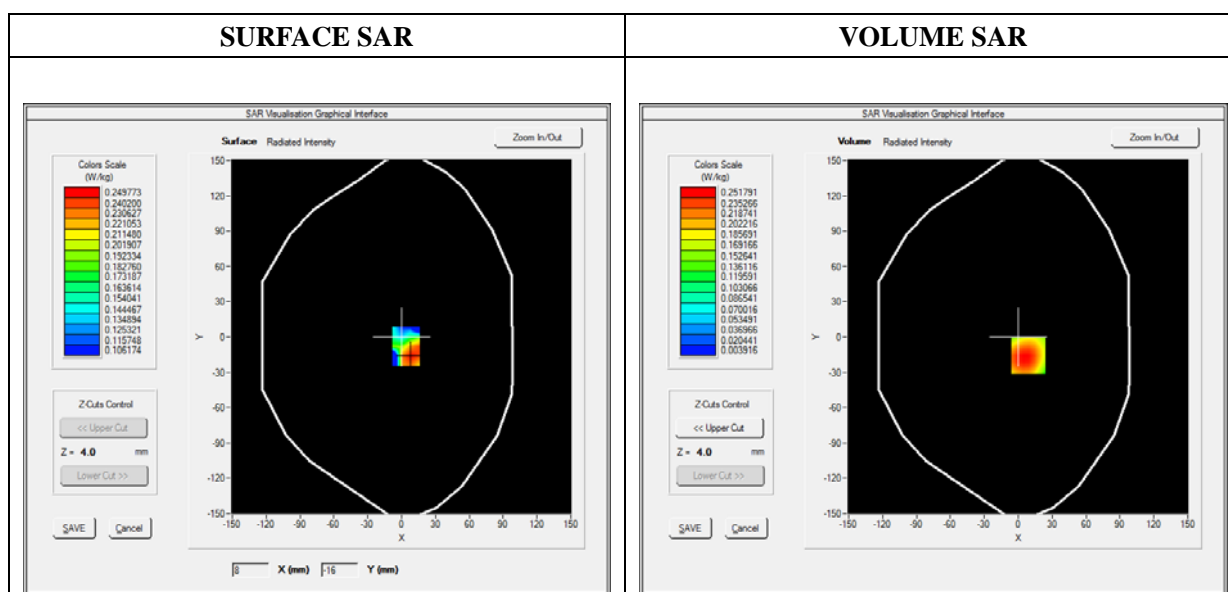 SURFACE SAR
VOLUME SAR
SAR Visualisation Graphical Interface
Surface Radiated Intensity
Zoom In/Out
Colors Scale
(W/kg)
0.249773
0.240200
0.230627
0.221053
0.211480
0.201907
0.192334
0.182760
0.173187
0.163614
0.154041
0.144467
0.134894
0.125321
0.115748
0.106174
Z-Cuts Control
<< Upper Cut
Z = 4.0 mm
Lower Cut >>
SAVE Cancel
150
120
90
60
30
0
-30
-60
-90
-120
-150
Y
-150 -120 -90 -60 -30 0 30 60 90 120 150
X
8 X (mm) -16 Y (mm)
SAR Visualisation Graphical Interface
Volume Radiated Intensity
Zoom In/Out
Colors Scale
(W/kg)
0.251791
0.235266
0.218741
0.202216
0.185691
0.169166
0.152641
0.136116
0.119591
0.103066
0.086541
0.070016
0.053491
0.036966
0.020441
0.003916
Z-Cuts Control
<< Upper Cut
Z = 4.0 mm
Lower Cut >>
SAVE Cancel
150
120
90
60
30
0
-30
-60
-90
-120
-150
Y
-150 -120 -90 -60 -30 0 30 60 90 120 150
X